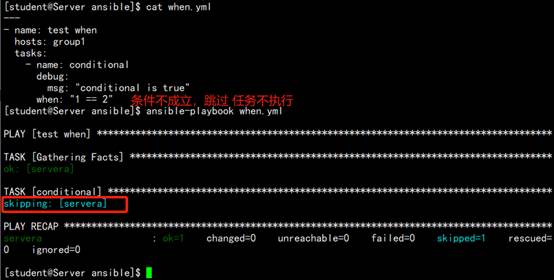 [student@Server ansible]$ cat when.yml
---
- name: test when
  hosts: group1
  tasks:
    - name: conditional
      debug:
        msg: "conditional is true"
      when: "1 == 2"   条件不成立，跳过 任务不执行
[student@Server ansible]$ ansible-playbook when.yml
PLAY [test when] ************************************************************************
TASK [Gathering Facts] ******************************************************************
ok: [servera]
TASK [conditional] **********************************************************************
skipping: [servera]
PLAY RECAP ******************************************************************************
servera                    : ok=1    changed=0    unreachable=0    failed=0    skipped=1    rescued=
0    ignored=0
[student@Server ansible]$